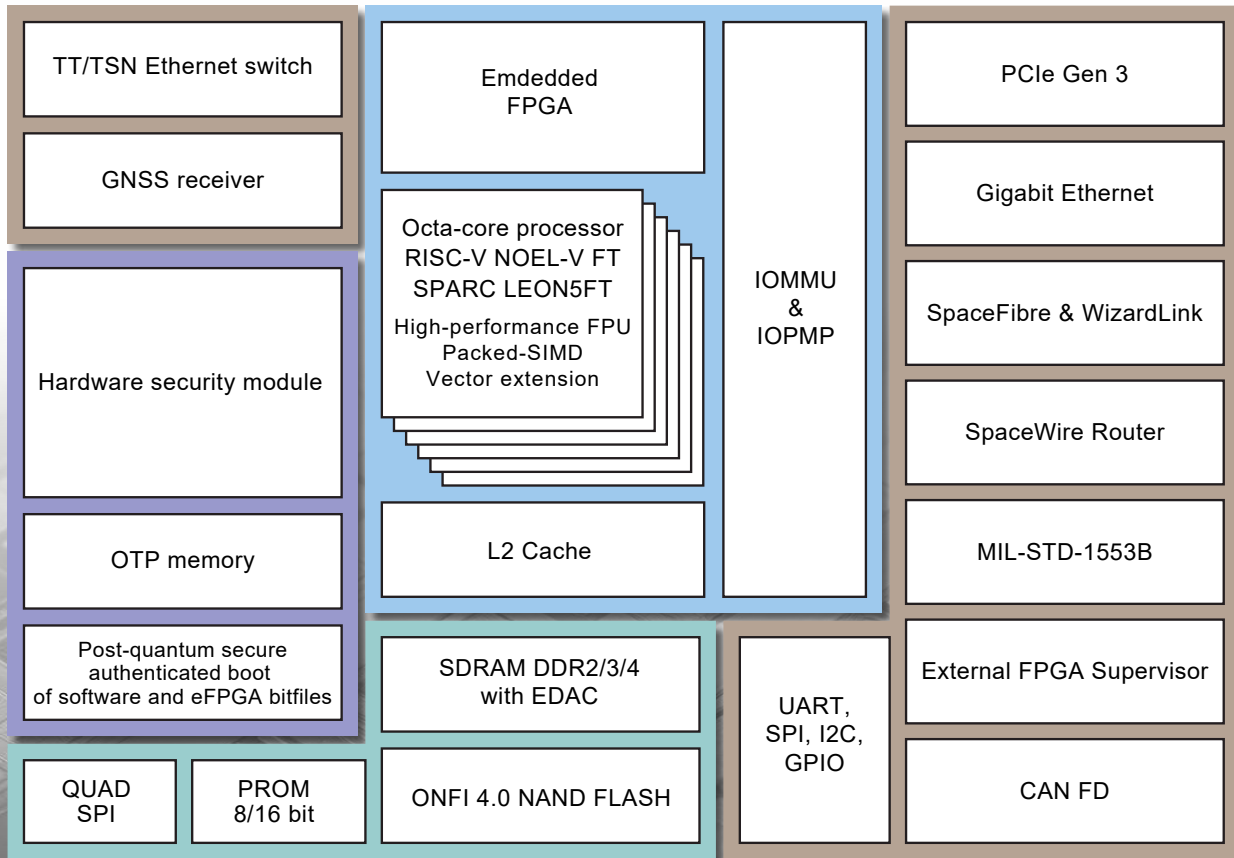 TT/TSN Ethernet switch
GNSS receiver
Hardware security module
OTP memory
Post-quantum secure
authenticated boot
of software and eFPGA bitfiles
QUAD
SPI
PROM
8/16 bit
Emdedded
FPGA
Octa-core processor
RISC-V NOEL-V FT
SPARC LEON5FT
High-performance FPU
Packed-SIMD
Vector extension
L2 Cache
IOMMU
&
IOPMP
SDRAM DDR2/3/4
with EDAC
ONFI 4.0 NAND FLASH
UART,
SPI, I2C,
GPIO
PCIe Gen 3
Gigabit Ethernet
SpaceFibre & WizardLink
SpaceWire Router
MIL-STD-1553B
External FPGA Supervisor
CAN FD